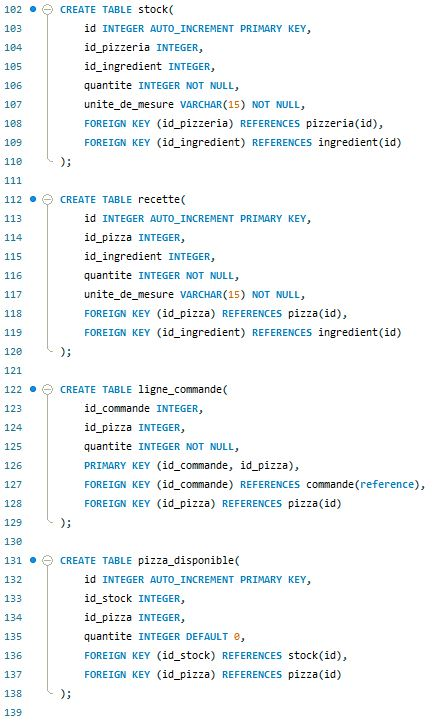 102 CREATE TABLE stock(
103 id INTEGER AUTO_INCREMENT PRIMARY KEY,
104 id_pizzeria INTEGER,
105 id_ingredient INTEGER,
106 quantite INTEGER NOT NULL,
107 unite_de_mesure VARCHAR(15) NOT NULL,
108 FOREIGN KEY (id_pizzeria) REFERENCES pizzeria(id),
109 FOREIGN KEY (id_ingredient) REFERENCES ingredient(id)
110 );
111
112 CREATE TABLE recette(
113 id INTEGER AUTO_INCREMENT PRIMARY KEY,
114 id_pizza INTEGER,
115 id_ingredient INTEGER,
116 quantite INTEGER NOT NULL,
117 unite_de_mesure VARCHAR(15) NOT NULL,
118 FOREIGN KEY (id_pizza) REFERENCES pizza(id),
119 FOREIGN KEY (id_ingredient) REFERENCES ingredient(id)
120 );
121
122 CREATE TABLE ligne_commande(
123 id_commande INTEGER,
124 id_pizza INTEGER,
125 quantite INTEGER NOT NULL,
126 PRIMARY KEY (id_commande, id_pizza),
127 FOREIGN KEY (id_commande) REFERENCES commande(reference),
128 FOREIGN KEY (id_pizza) REFERENCES pizza(id)
129 );
130
131 CREATE TABLE pizza_disponible(
132 id INTEGER AUTO_INCREMENT PRIMARY KEY,
133 id_stock INTEGER,
134 id_pizza INTEGER,
135 quantite INTEGER DEFAULT 0,
136 FOREIGN KEY (id_stock) REFERENCES stock(id),
137 FOREIGN KEY (id_pizza) REFERENCES pizza(id)
138 );
139